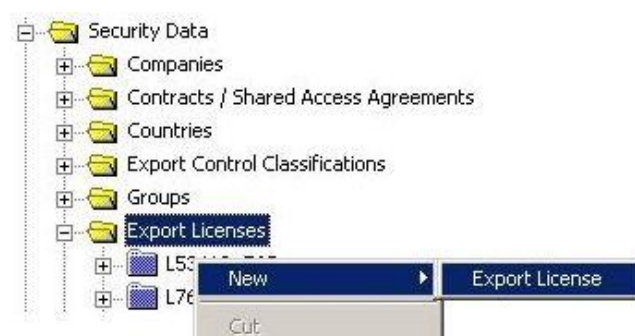 Security Data
Companies
Contracts / Shared Access Agreements
Countries
Export Control Classifications
Groups
Export Licenses
New
Export License
Cut